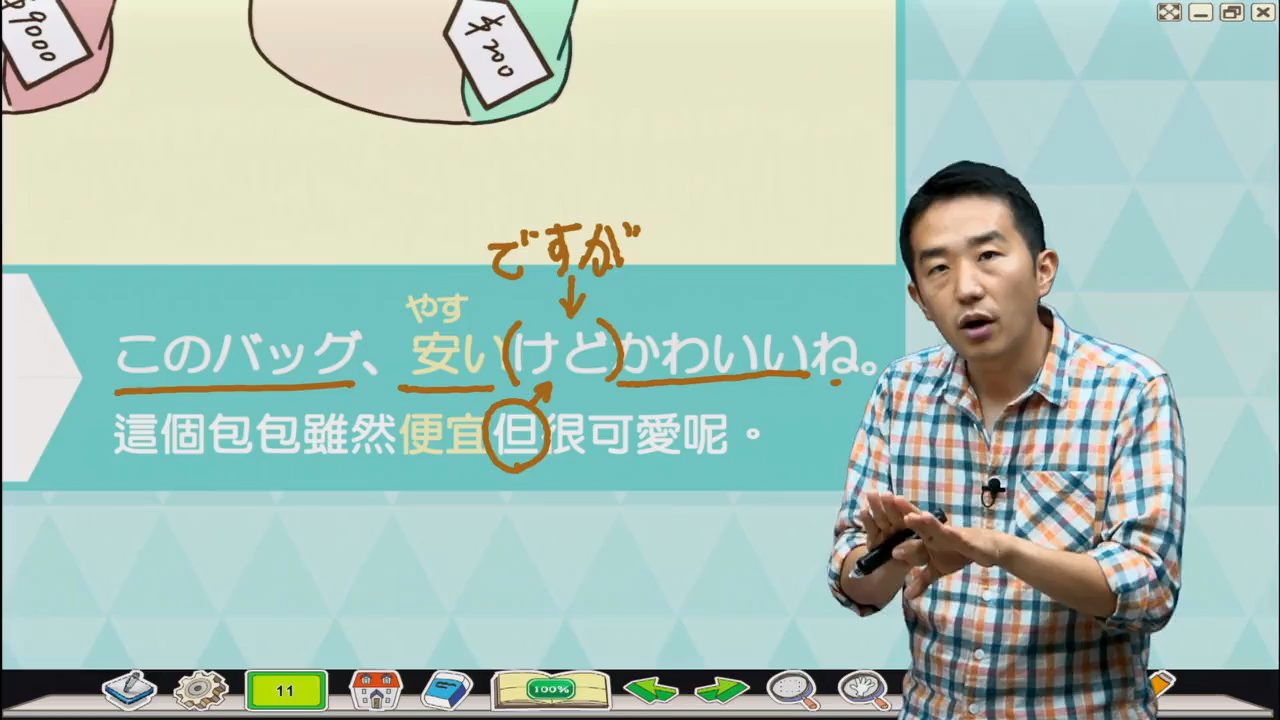 $9000
$200
ですが
やす
このバッグ、安い(けど)かわいいね。
這個包包雖然便宜但很可愛呢。
11
100%